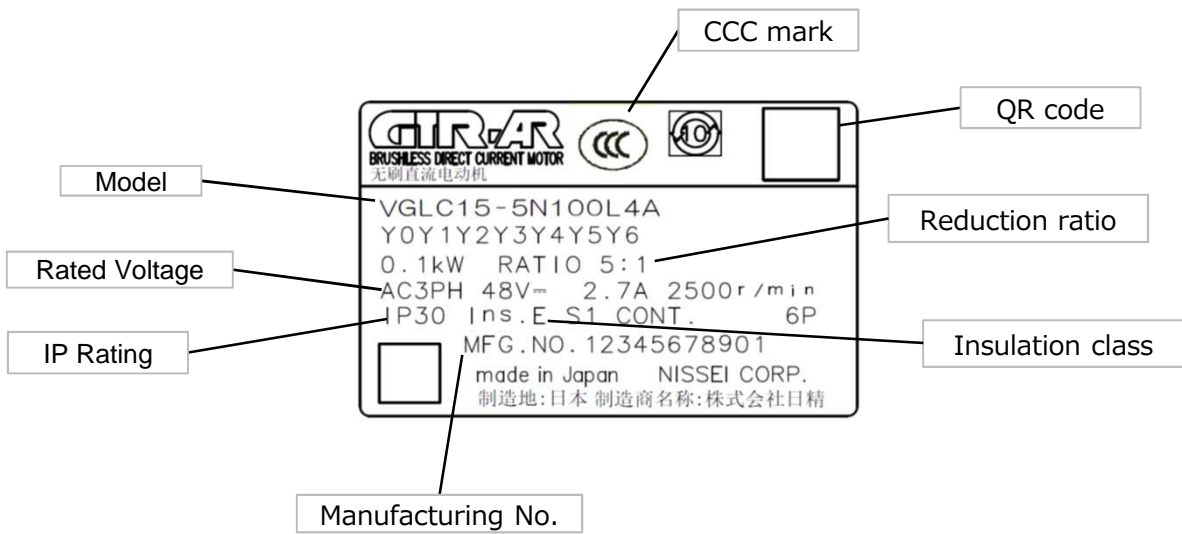 CCC mark
QR code
Model
Reduction ratio
Rated Voltage
IP Rating
Insulation class
Manufacturing No.
GTR-AR
BRUSHLESS DIRECT CURRENT MOTOR
无刷直流电动机
CCC
10
VGLC15-5N100L4A
Y0Y1Y2Y3Y4Y5Y6
0.1kW RATIO 5:1
AC3PH 48V⎓ 2.7A 2500r/min
IP30 Ins.E S1 CONT. 6P
MFG.NO.12345678901
made in Japan NISSEI CORP.
制造地:日本 制造商名称:株式会社日精